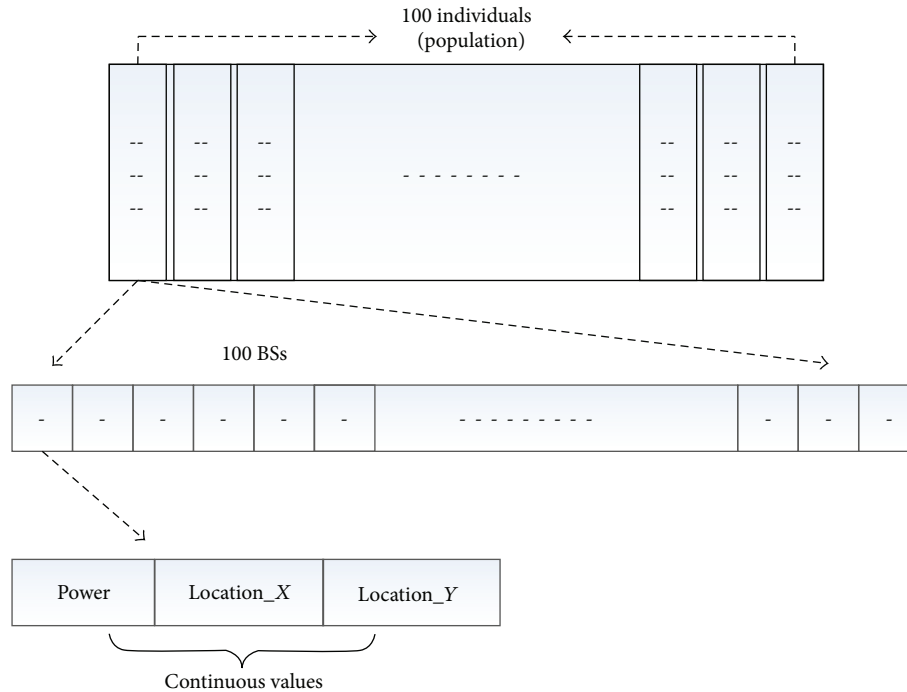 100 individuals
(population)
-- -- -- -- -- --
-- -- -- - - - - - - - - -- -- --
-- -- -- -- -- --
100 BSs
- - - - - - - - - - - - - - - - - -
Power Location_X Location_Y
Continuous values